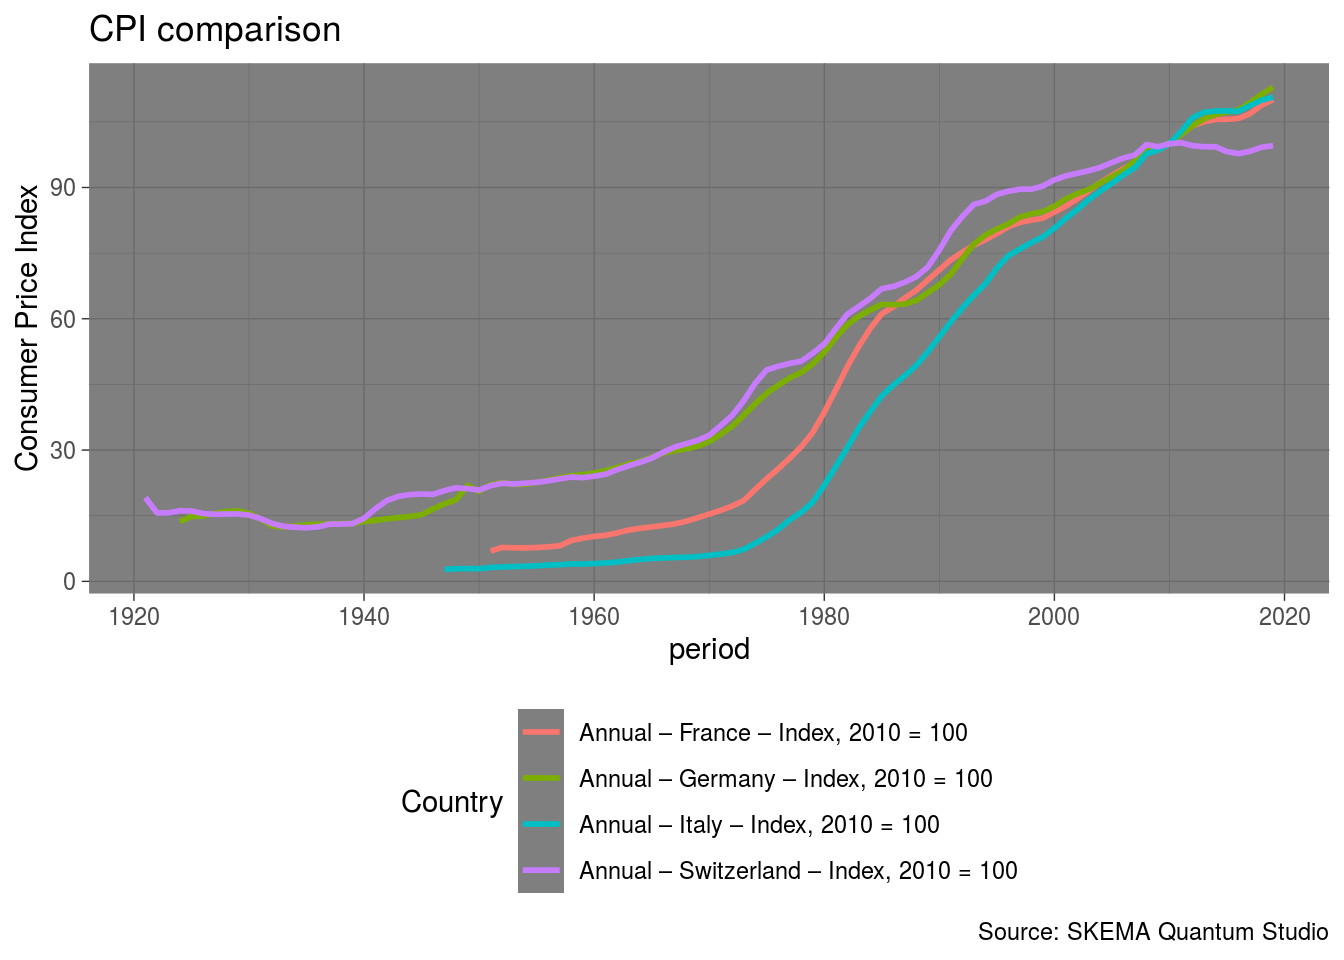 CPI comparison
Consumer Price Index
90
60
30
0
1920 1940 1960 1980 2000 2020
period
Country
Annual – France – Index, 2010 = 100
Annual – Germany – Index, 2010 = 100
Annual – Italy – Index, 2010 = 100
Annual – Switzerland – Index, 2010 = 100
Source: SKEMA Quantum Studio